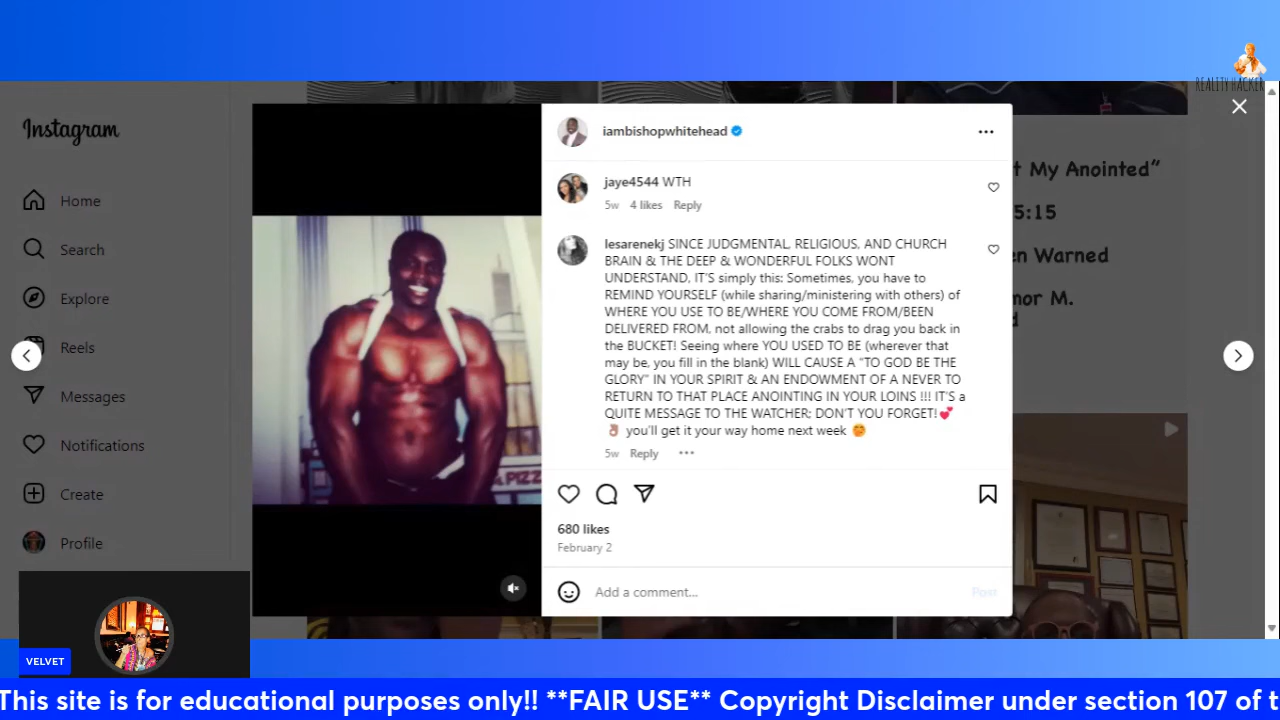 REALITY HACKER
Instagram
Home
Search
Explore
Reels
Messages
Notifications
Create
Profile
iambishopwhitehead
jaye4544 WTH
5w 4 likes Reply
lesarenekj SINCE JUDGMENTAL, RELIGIOUS, AND CHURCH
BRAIN & THE DEEP & WONDERFUL FOLKS WONT
UNDERSTAND, IT'S simply this: Sometimes, you have to
REMIND YOURSELF (while sharing/ministering with others) of
WHERE YOU USE TO BE/WHERE YOU COME FROM/BEEN
DELIVERED FROM, not allowing the crabs to drag you back in
the BUCKET! Seeing where YOU USED TO BE (wherever that
may be, you fill in the blank) WILL CAUSE A "TO GOD BE THE
GLORY" IN YOUR SPIRIT & AN ENDOWMENT OF A NEVER TO
RETURN TO THAT PLACE ANOINTING IN YOUR LOINS !!! IT'S a
QUITE MESSAGE TO THE WATCHER; DON'T YOU FORGET!💕
👌🏽 you'll get it your way home next week 🤭
5w Reply
680 likes
February 2
Add a comment...
Post
t My Anointed"
5:15
n Warned
nor M.
d
& PIZZ
VELVET
This site is for educational purposes only!! **FAIR USE** Copyright Disclaimer under section 107 of t